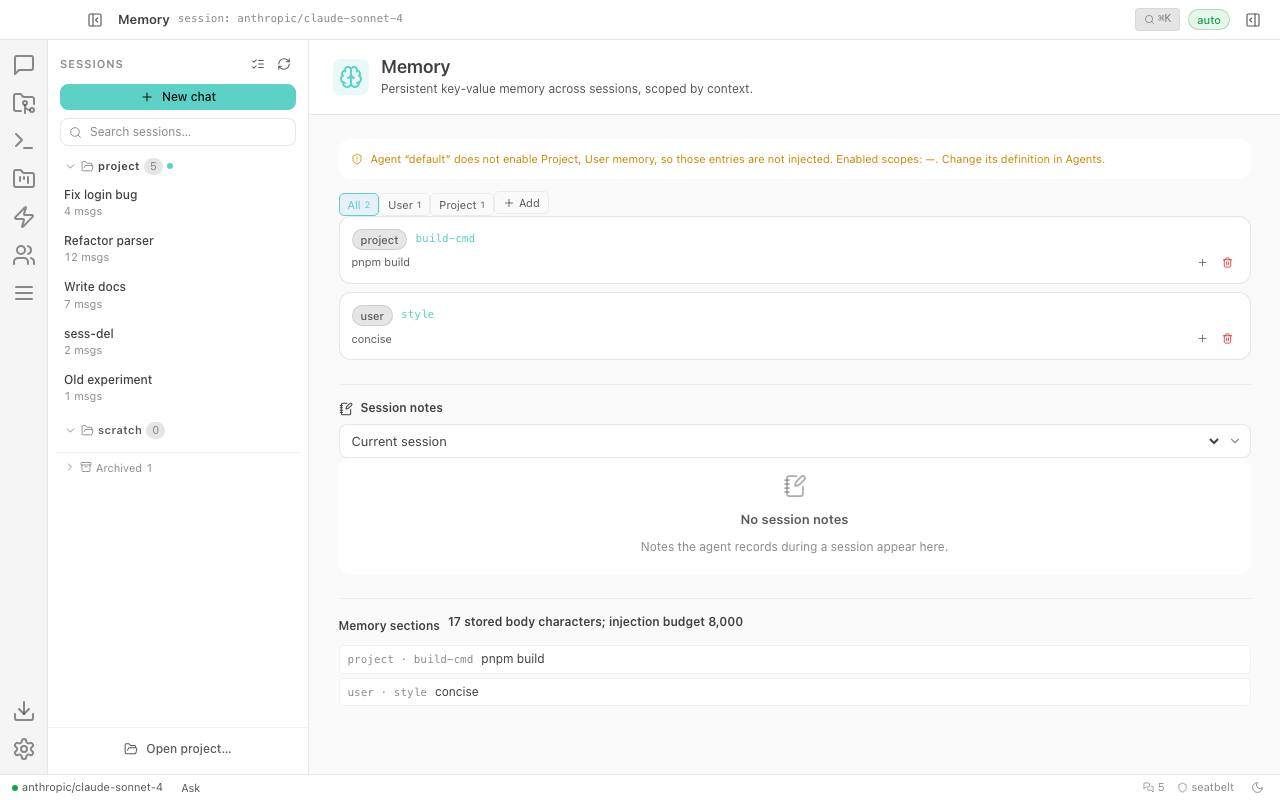 Memory session: anthropic/claude-sonnet-4
⌘K
auto
SESSIONS
New chat
Search sessions...
project 5
Fix login bug
4 msgs
Refactor parser
12 msgs
Write docs
7 msgs
sess-del
2 msgs
Old experiment
1 msgs
scratch 0
Archived 1
Open project...
Memory
Persistent key-value memory across sessions, scoped by context.
Agent “default” does not enable Project, User memory, so those entries are not injected. Enabled scopes: —. Change its definition in Agents.
All 2 User 1 Project 1 Add
project build-cmd
pnpm build
user style
concise
Session notes
Current session
No session notes
Notes the agent records during a session appear here.
Memory sections 17 stored body characters; injection budget 8,000
project · build-cmd pnpm build
user · style concise
anthropic/claude-sonnet-4 Ask
5 seatbelt